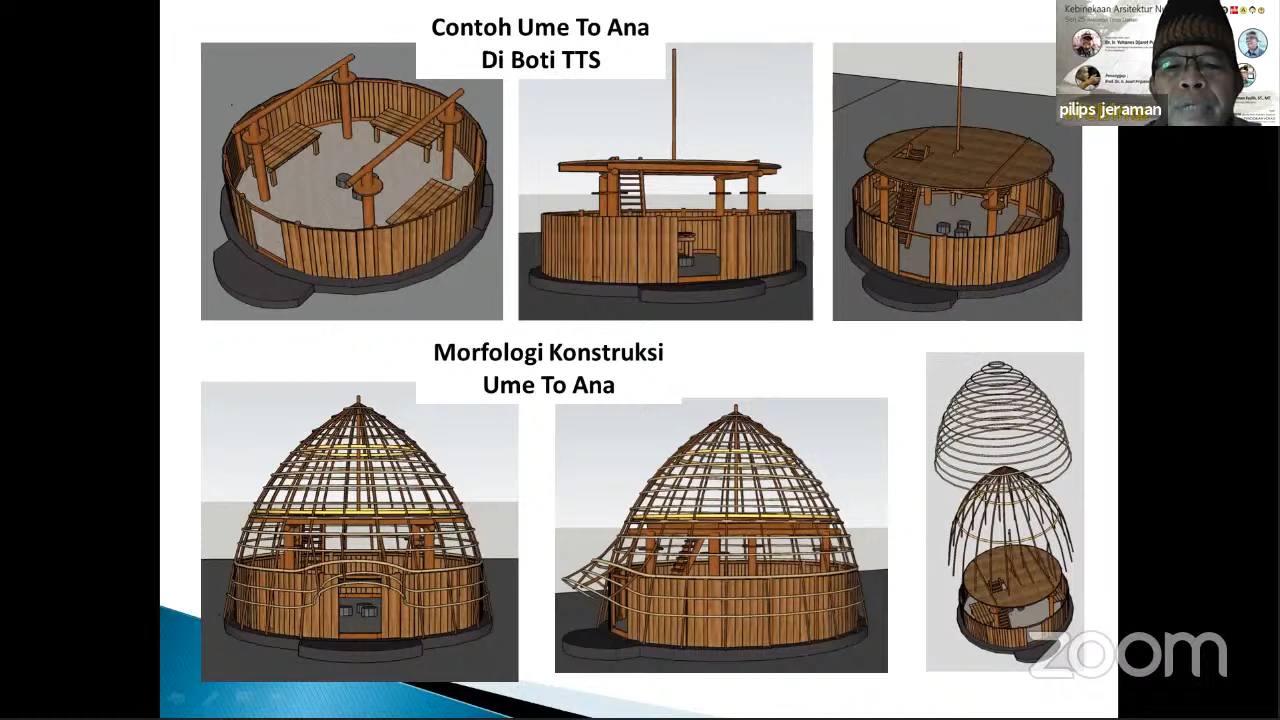 Contoh Ume To Ana
Di Boti TTS
Kebinekaan Arsitektur
pilips jeraman
Morfologi Konstruksi
Ume To Ana
zoom